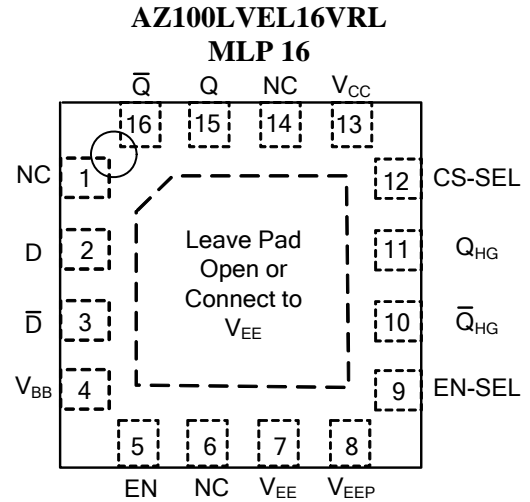 AZ100LVEL16VRL
MLP 16
Q̅ Q NC VCC
16 15 14 13
NC 1 12 CS-SEL
D 2 11 QHG
D̅ 3 10 Q̅HG
VBB 4 9 EN-SEL
Leave Pad
Open or
Connect to
VEE
5 6 7 8
EN NC VEE VEEP